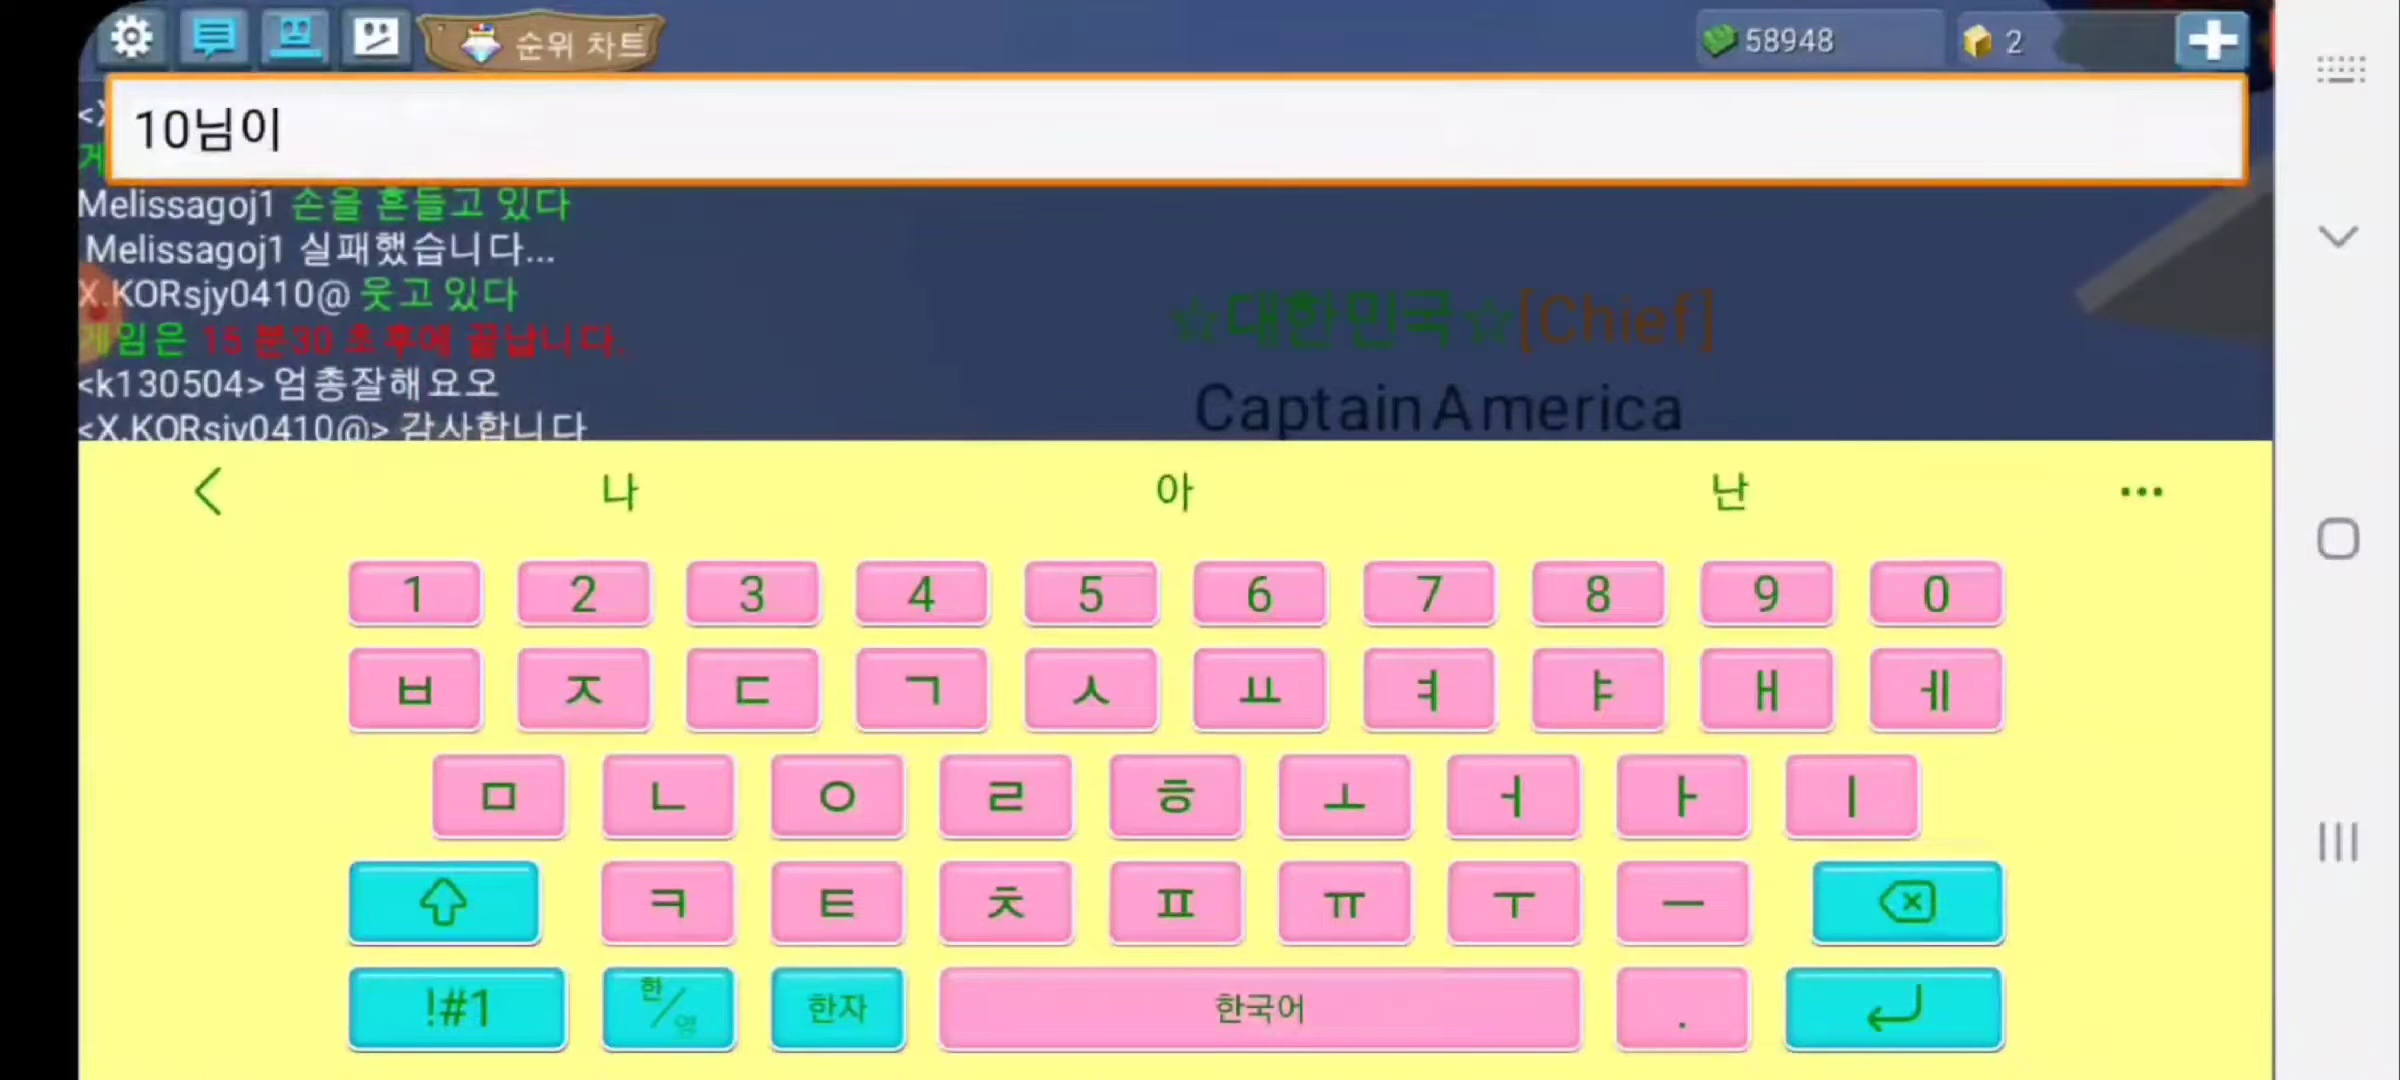 순위 차트
58948
2
10님이
Melissagoj1 손을 흔들고 있다
Melissagoj1 실패했습니다...
X.KORsjy0410@ 웃고 있다
게임은 15 분30 초후에 끝납니다.
<k130504> 엄총잘해요오
<X.KORsjy0410@> 감사합니다
☆대한민국☆[Chief]
CaptainAmerica
나 아 난 ...
1 2 3 4 5 6 7 8 9 0
ㅂ ㅈ ㄷ ㄱ ㅅ ㅛ ㅕ ㅑ ㅐ ㅔ
ㅁ ㄴ ㅇ ㄹ ㅎ ㅗ ㅓ ㅏ ㅣ
ㅋ ㅌ ㅊ ㅍ ㅠ ㅜ ㅡ
!#1 한/영 한자 한국어 .